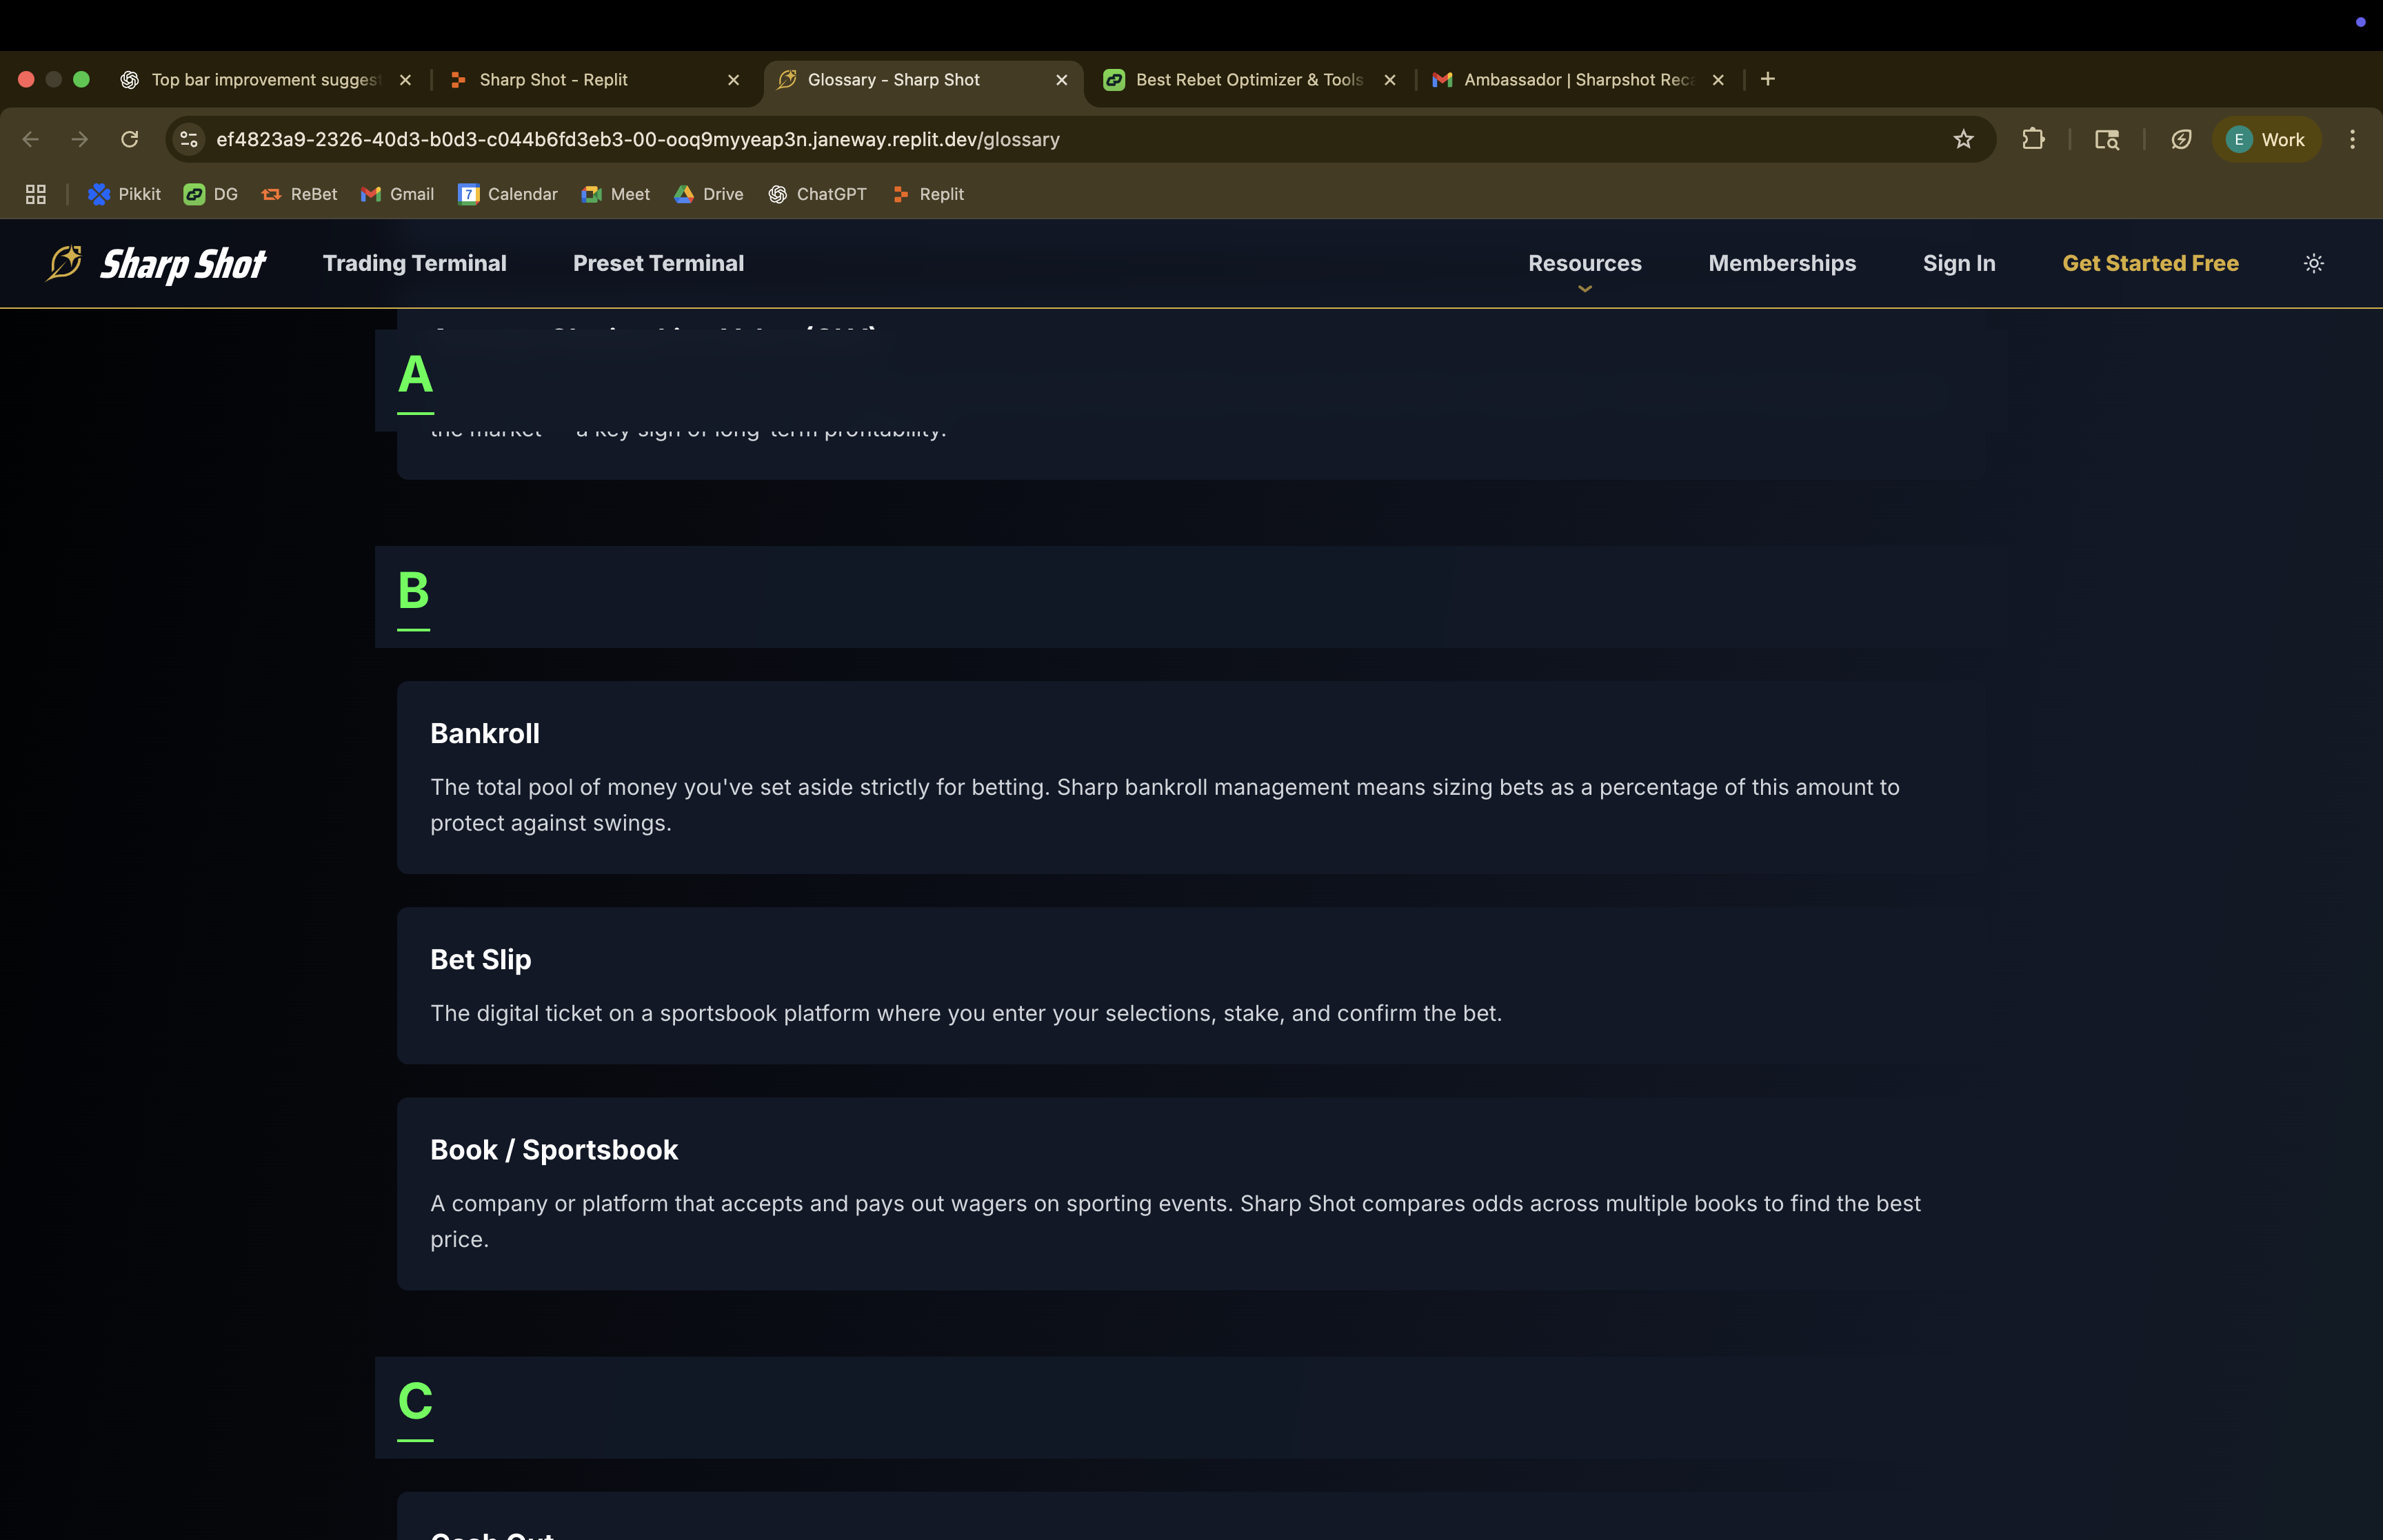 Top bar improvement suggest
Sharp Shot - Replit
Glossary - Sharp Shot
Best Rebet Optimizer & Tools
Ambassador | Sharpshot Reca
ef4823a9-2326-40d3-b0d3-c044b6fd3eb3-00-ooq9myyeap3n.janeway.replit.dev/glossary
E Work
Pikkit
DG
ReBet
Gmail
7 Calendar
Meet
Drive
ChatGPT
Replit
Sharp Shot
Trading Terminal
Preset Terminal
Resources
Memberships
Sign In
Get Started Free
A
the market a key sign of long-term profitability.
B
Bankroll
The total pool of money you've set aside strictly for betting. Sharp bankroll management means sizing bets as a percentage of this amount to
protect against swings.
Bet Slip
The digital ticket on a sportsbook platform where you enter your selections, stake, and confirm the bet.
Book / Sportsbook
A company or platform that accepts and pays out wagers on sporting events. Sharp Shot compares odds across multiple books to find the best
price.
C
Cash Out